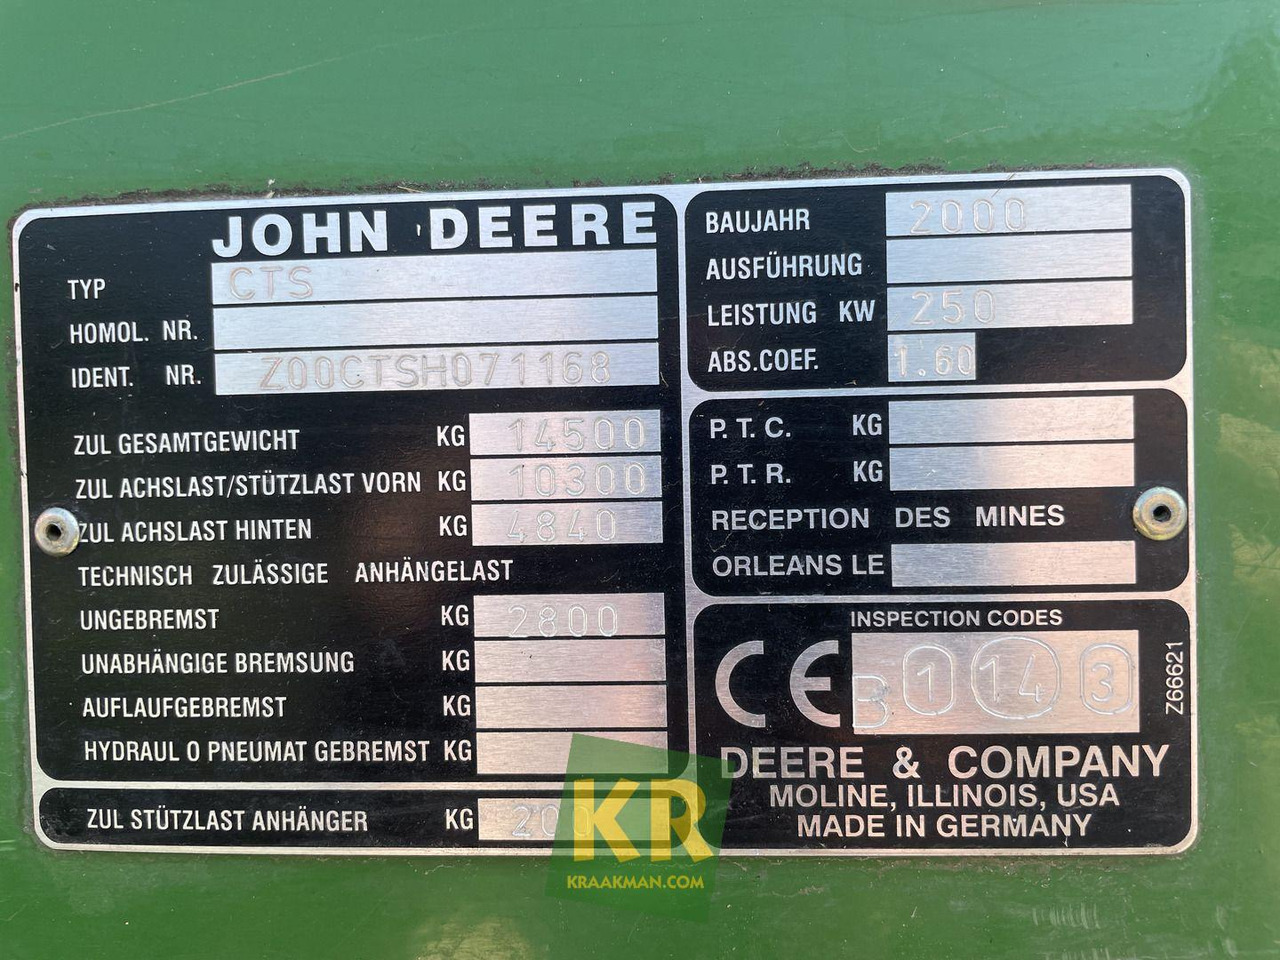 JOHN DEERE
TYP CTS
HOMOL. NR.
IDENT. NR. Z00CTSH071168
ZUL GESAMTGEWICHT KG 14500
ZUL ACHSLAST/STÜTZLAST VORN KG 10300
ZUL ACHSLAST HINTEN KG 4840
TECHNISCH ZULÄSSIGE ANHÄNGELAST
UNGEBREMST KG 2800
UNABHÄNGIGE BREMSUNG KG
AUFLAUFGEBREMST KG
HYDRAUL O PNEUMAT GEBREMST KG
ZUL STÜTZLAST ANHÄNGER KG 200
BAUJAHR 2000
AUSFÜHRUNG
LEISTUNG KW 250
ABS.COEF. 1.60
P. T. C. KG
P. T. R. KG
RECEPTION DES MINES
ORLEANS LE
INSPECTION CODES
CE B 1 14 3
Z66621
DEERE & COMPANY
MOLINE, ILLINOIS, USA
MADE IN GERMANY
KR
KRAAKMAN.COM